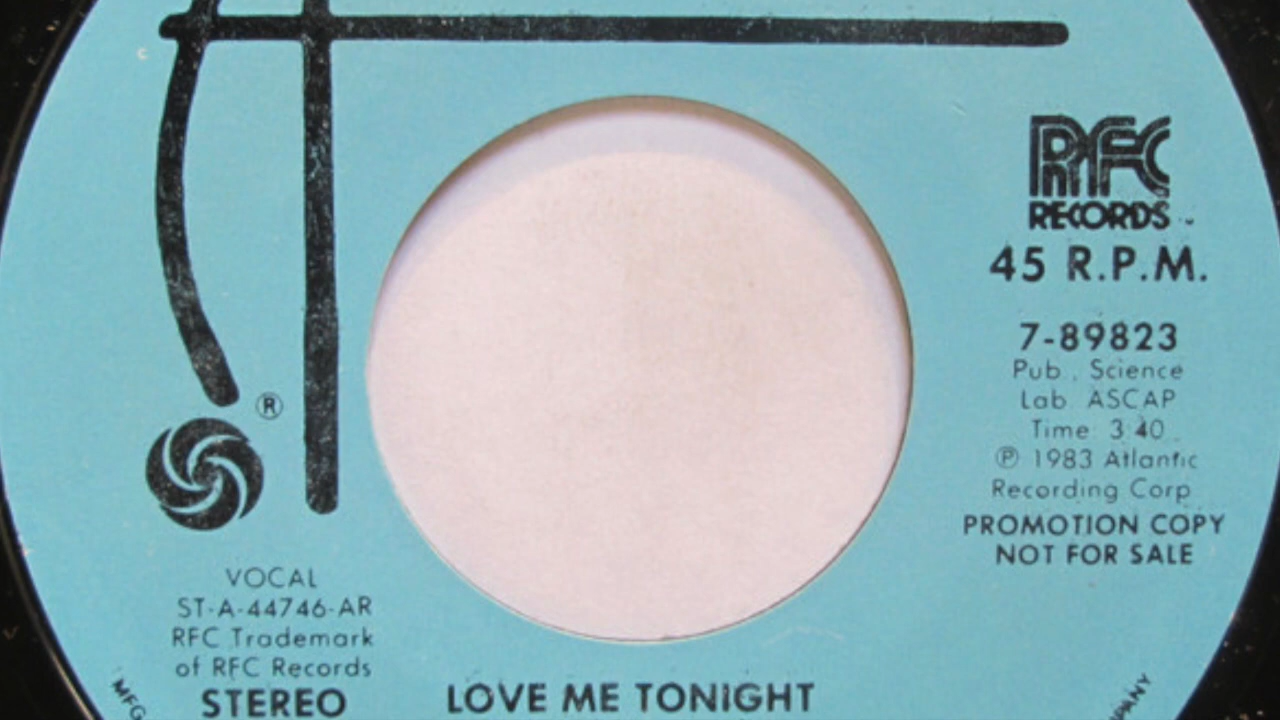 RFC
RECORDS
45 R.P.M.
7-89823
Pub., Science
Lab ASCAP
Time: 3:40
℗ 1983 Atlantic
Recording Corp
PROMOTION COPY
NOT FOR SALE
®
VOCAL
ST-A-44746-AR
RFC Trademark
of RFC Records
STEREO
LOVE ME TONIGHT
MFG